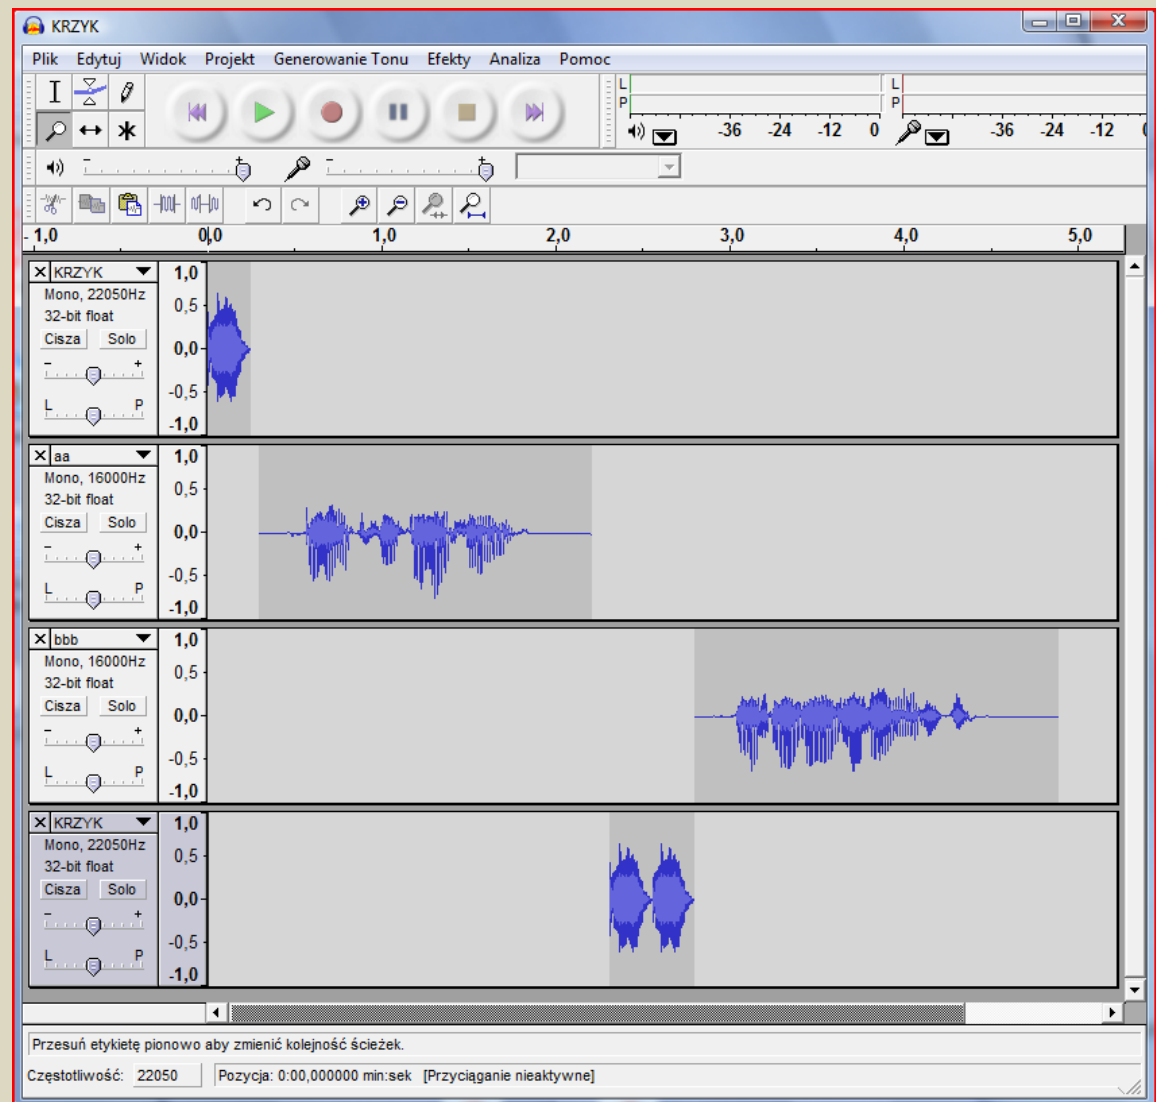 KRZYK
Plik Edytuj Widok Projekt Generowanie Tonu Efekty Analiza Pomoc
L L
P P
-36 -24 -12 0 -36 -24 -12 0
- + - +
- 1,0 0,0 1,0 2,0 3,0 4,0 5,0
KRZYK 1,0
Mono, 22050Hz
32-bit float 0,5
Cisza Solo 0,0
- +
-0,5
L P
-1,0
aa 1,0
Mono, 16000Hz
32-bit float 0,5
Cisza Solo 0,0
- +
-0,5
L P
-1,0
bbb 1,0
Mono, 16000Hz
32-bit float 0,5
Cisza Solo 0,0
- +
-0,5
L P
-1,0
KRZYK 1,0
Mono, 22050Hz
32-bit float 0,5
Cisza Solo 0,0
- +
-0,5
L P
-1,0
Przesuń etykietę pionowo aby zmienić kolejność ścieżek.
Częstotliwość: 22050 Pozycja: 0:00,000000 min:sek [Przyciąganie nieaktywne]